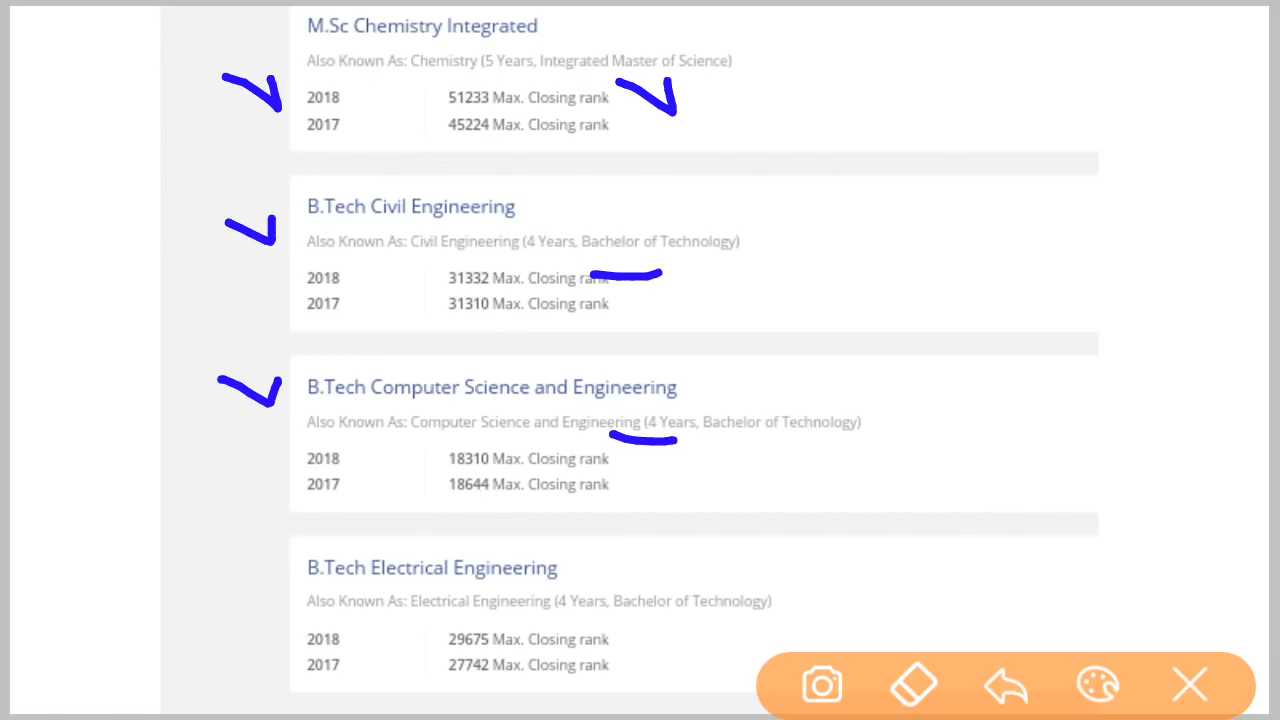 M.Sc Chemistry Integrated
Also Known As: Chemistry (5 Years, Integrated Master of Science)
2018 51233 Max. Closing rank
2017 45224 Max. Closing rank
B.Tech Civil Engineering
Also Known As: Civil Engineering (4 Years, Bachelor of Technology)
2018 31332 Max. Closing rank
2017 31310 Max. Closing rank
B.Tech Computer Science and Engineering
Also Known As: Computer Science and Engineering (4 Years, Bachelor of Technology)
2018 18310 Max. Closing rank
2017 18644 Max. Closing rank
B.Tech Electrical Engineering
Also Known As: Electrical Engineering (4 Years, Bachelor of Technology)
2018 29675 Max. Closing rank
2017 27742 Max. Closing rank